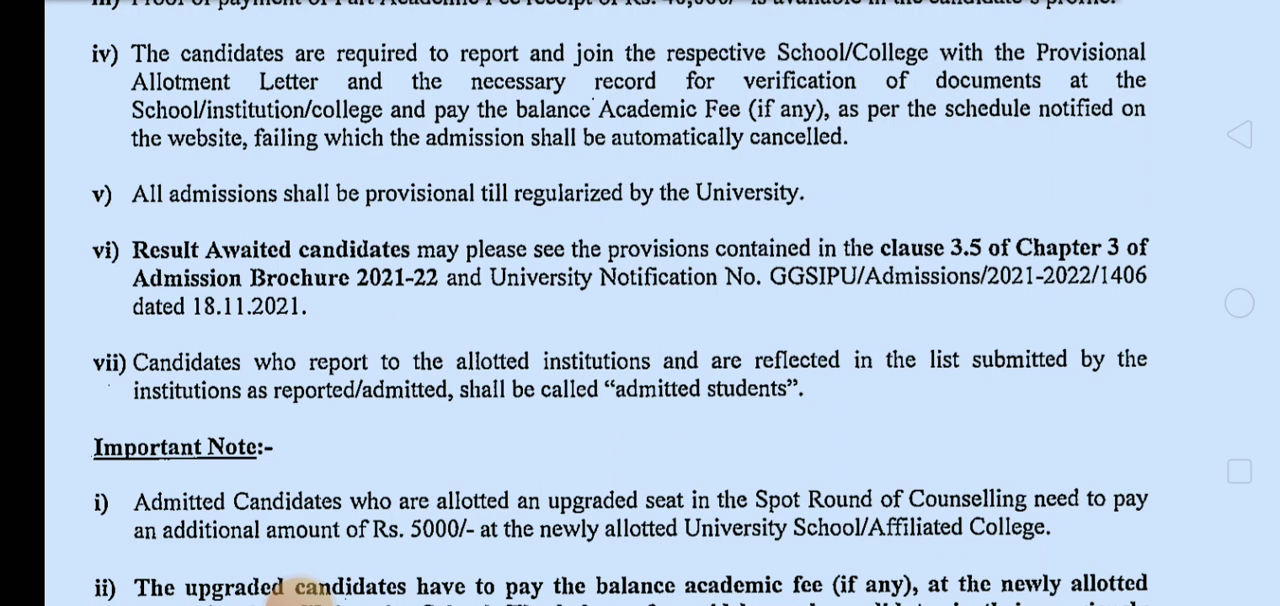 iv) The candidates are required to report and join the respective School/College with the Provisional
Allotment Letter and the necessary record for verification of documents at the
School/institution/college and pay the balance Academic Fee (if any), as per the schedule notified on
the website, failing which the admission shall be automatically cancelled.
v) All admissions shall be provisional till regularized by the University.
vi) Result Awaited candidates may please see the provisions contained in the clause 3.5 of Chapter 3 of
Admission Brochure 2021-22 and University Notification No. GGSIPU/Admissions/2021-2022/1406
dated 18.11.2021.
vii) Candidates who report to the allotted institutions and are reflected in the list submitted by the
institutions as reported/admitted, shall be called “admitted students”.
Important Note:-
i) Admitted Candidates who are allotted an upgraded seat in the Spot Round of Counselling need to pay
an additional amount of Rs. 5000/- at the newly allotted University School/Affiliated College.
ii) The upgraded candidates have to pay the balance academic fee (if any), at the newly allotted